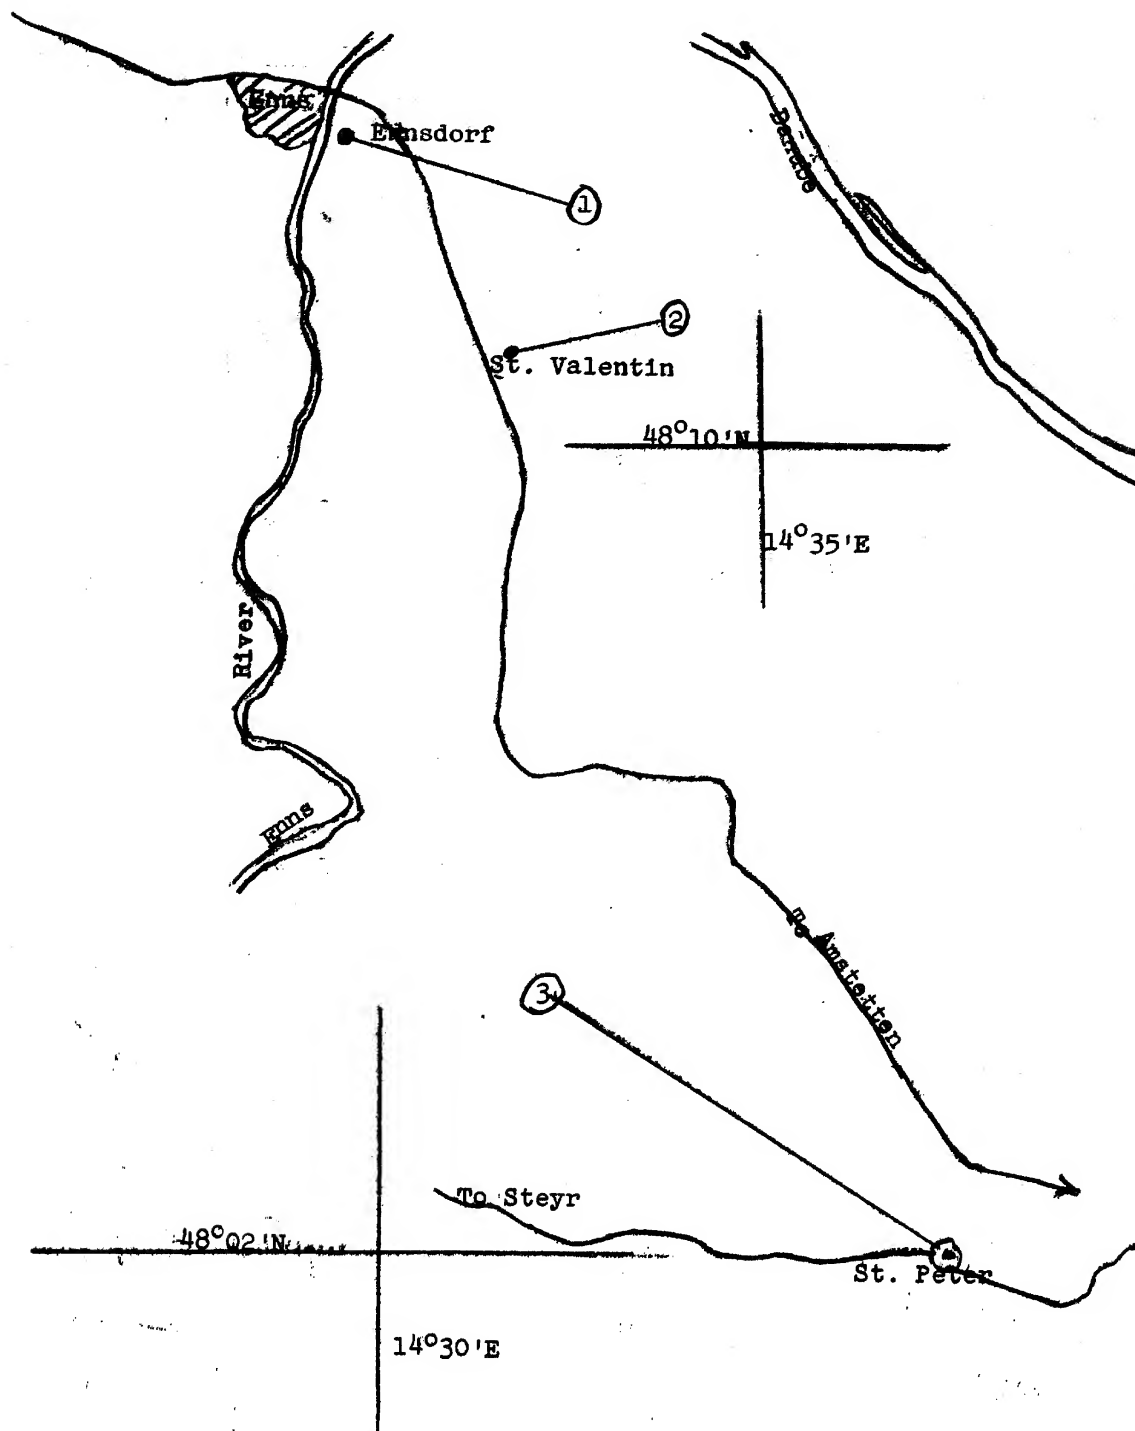 Enns
Ennsdorf
Danube
1
2
St. Valentin
48°10'N
14°35'E
River
Enns
To Amstetten
3
To Steyr
48°02'N
St. Peter
14°30'E